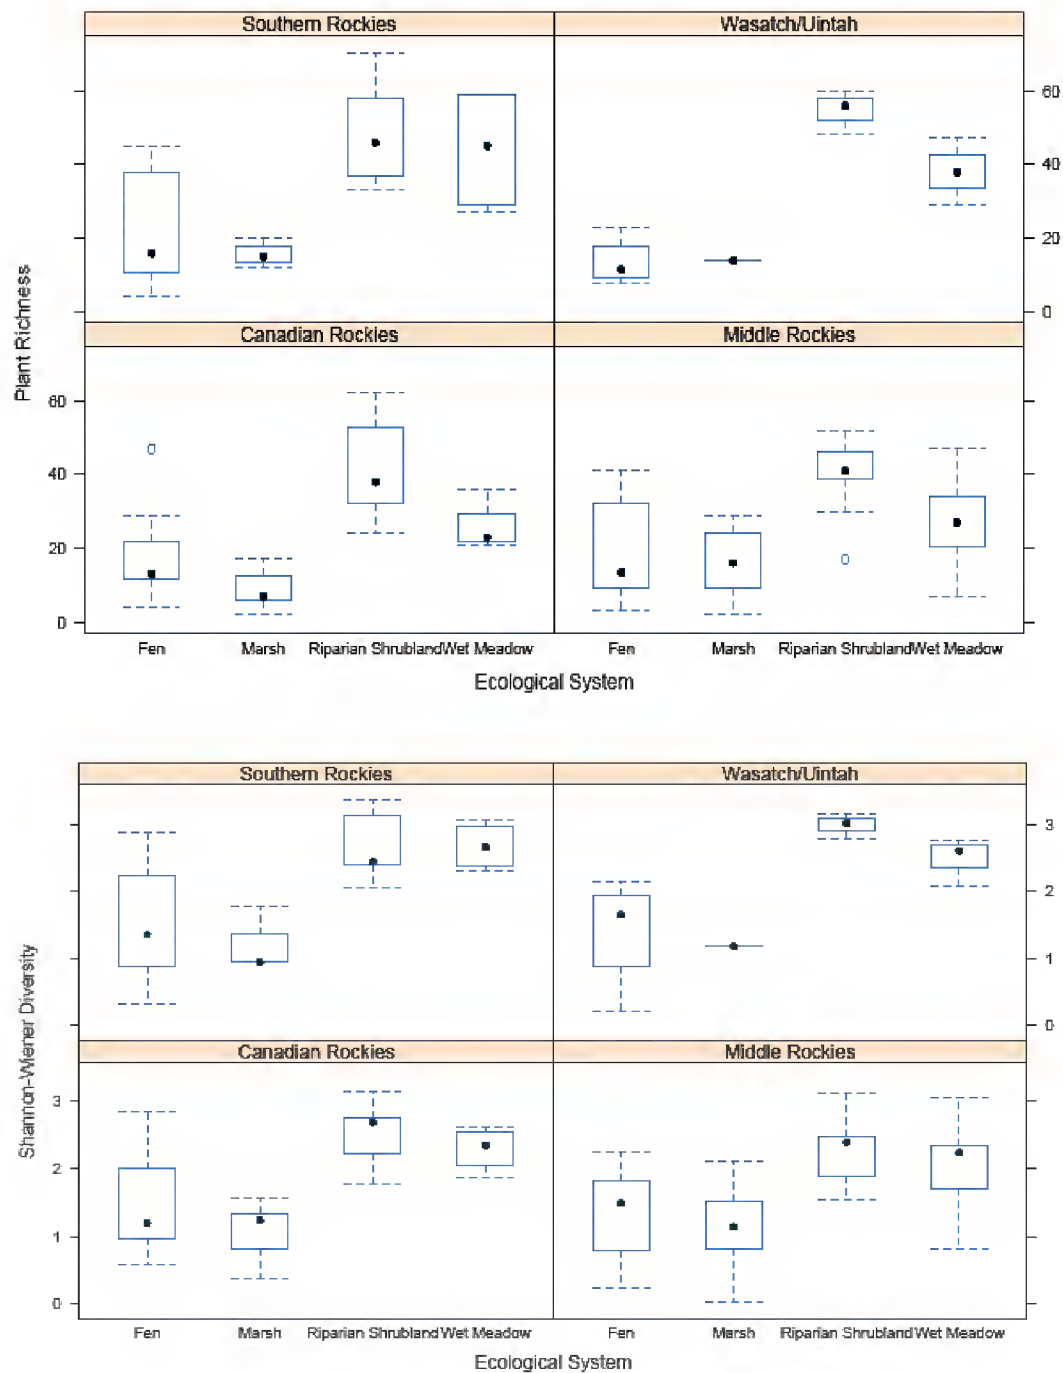 Southern Rockies Wasatch/Uintah
60
40
20
0
Plant Richness
Canadian Rockies Middle Rockies
60
40
20
0
Fen Marsh Riparian Shrubland Wet Meadow Fen Marsh Riparian Shrubland Wet Meadow
Ecological System
Southern Rockies Wasatch/Uintah
3
2
1
0
Shannon-Wiener Diversity
Canadian Rockies Middle Rockies
3
2
1
0
Fen Marsh Riparian Shrubland Wet Meadow Fen Marsh Riparian Shrubland Wet Meadow
Ecological System